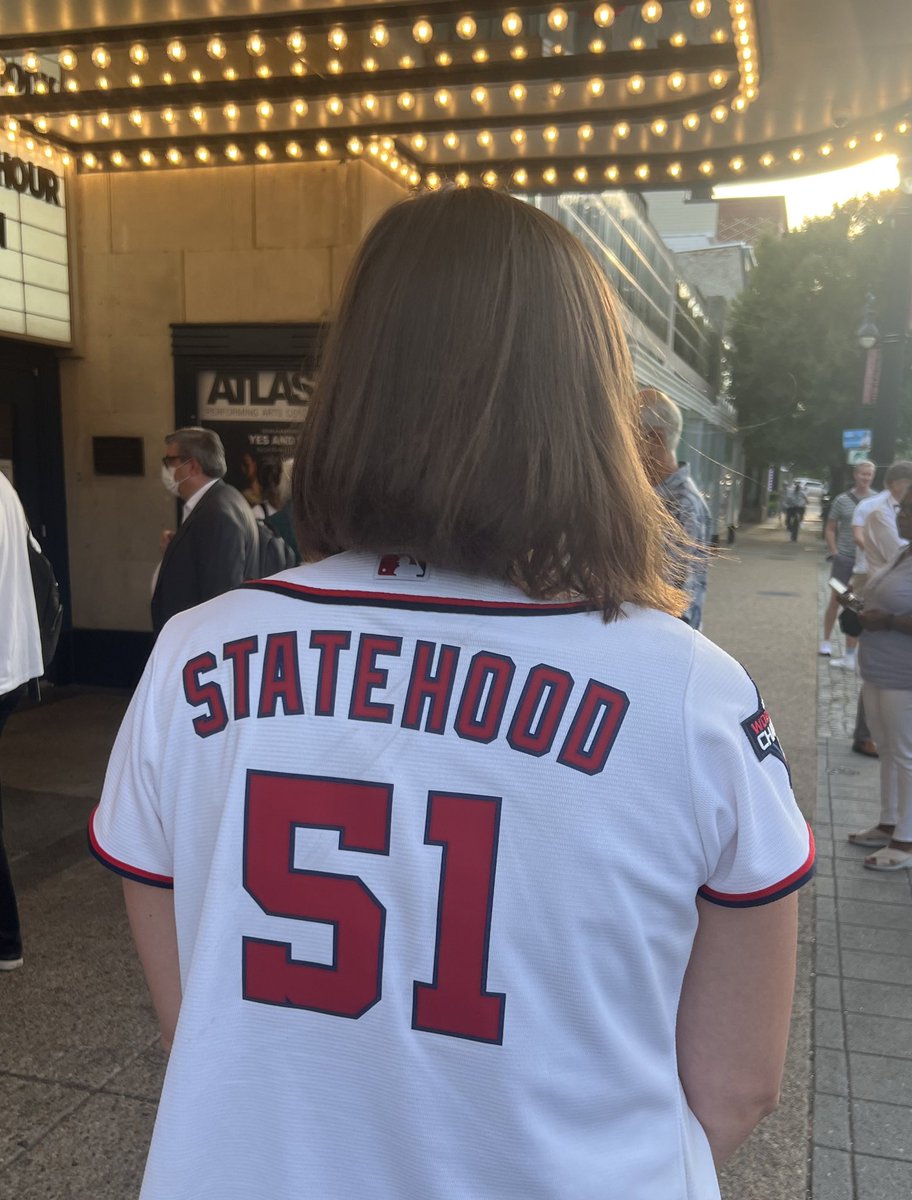 HOUR
ATLAS
PERFORMING ARTS
YES AND
STATEHOOD
51